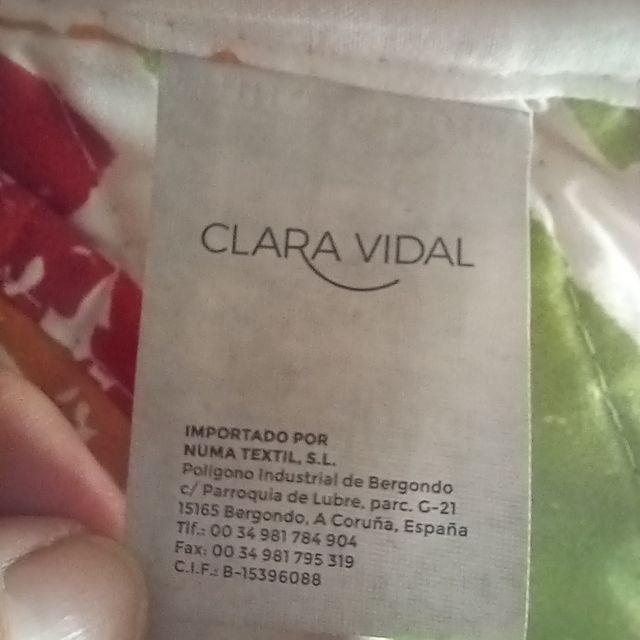 CLARA VIDAL
IMPORTADO POR
NUMA TEXTIL, S.L.
Polígono Industrial de Bergondo
c/ Parroquia de Lubre, parc. G-21
15165 Bergondo, A Coruña, España
Tlf.: 00 34 981 784 904
Fax: 00 34 981 795 319
C.I.F.: B-15396088